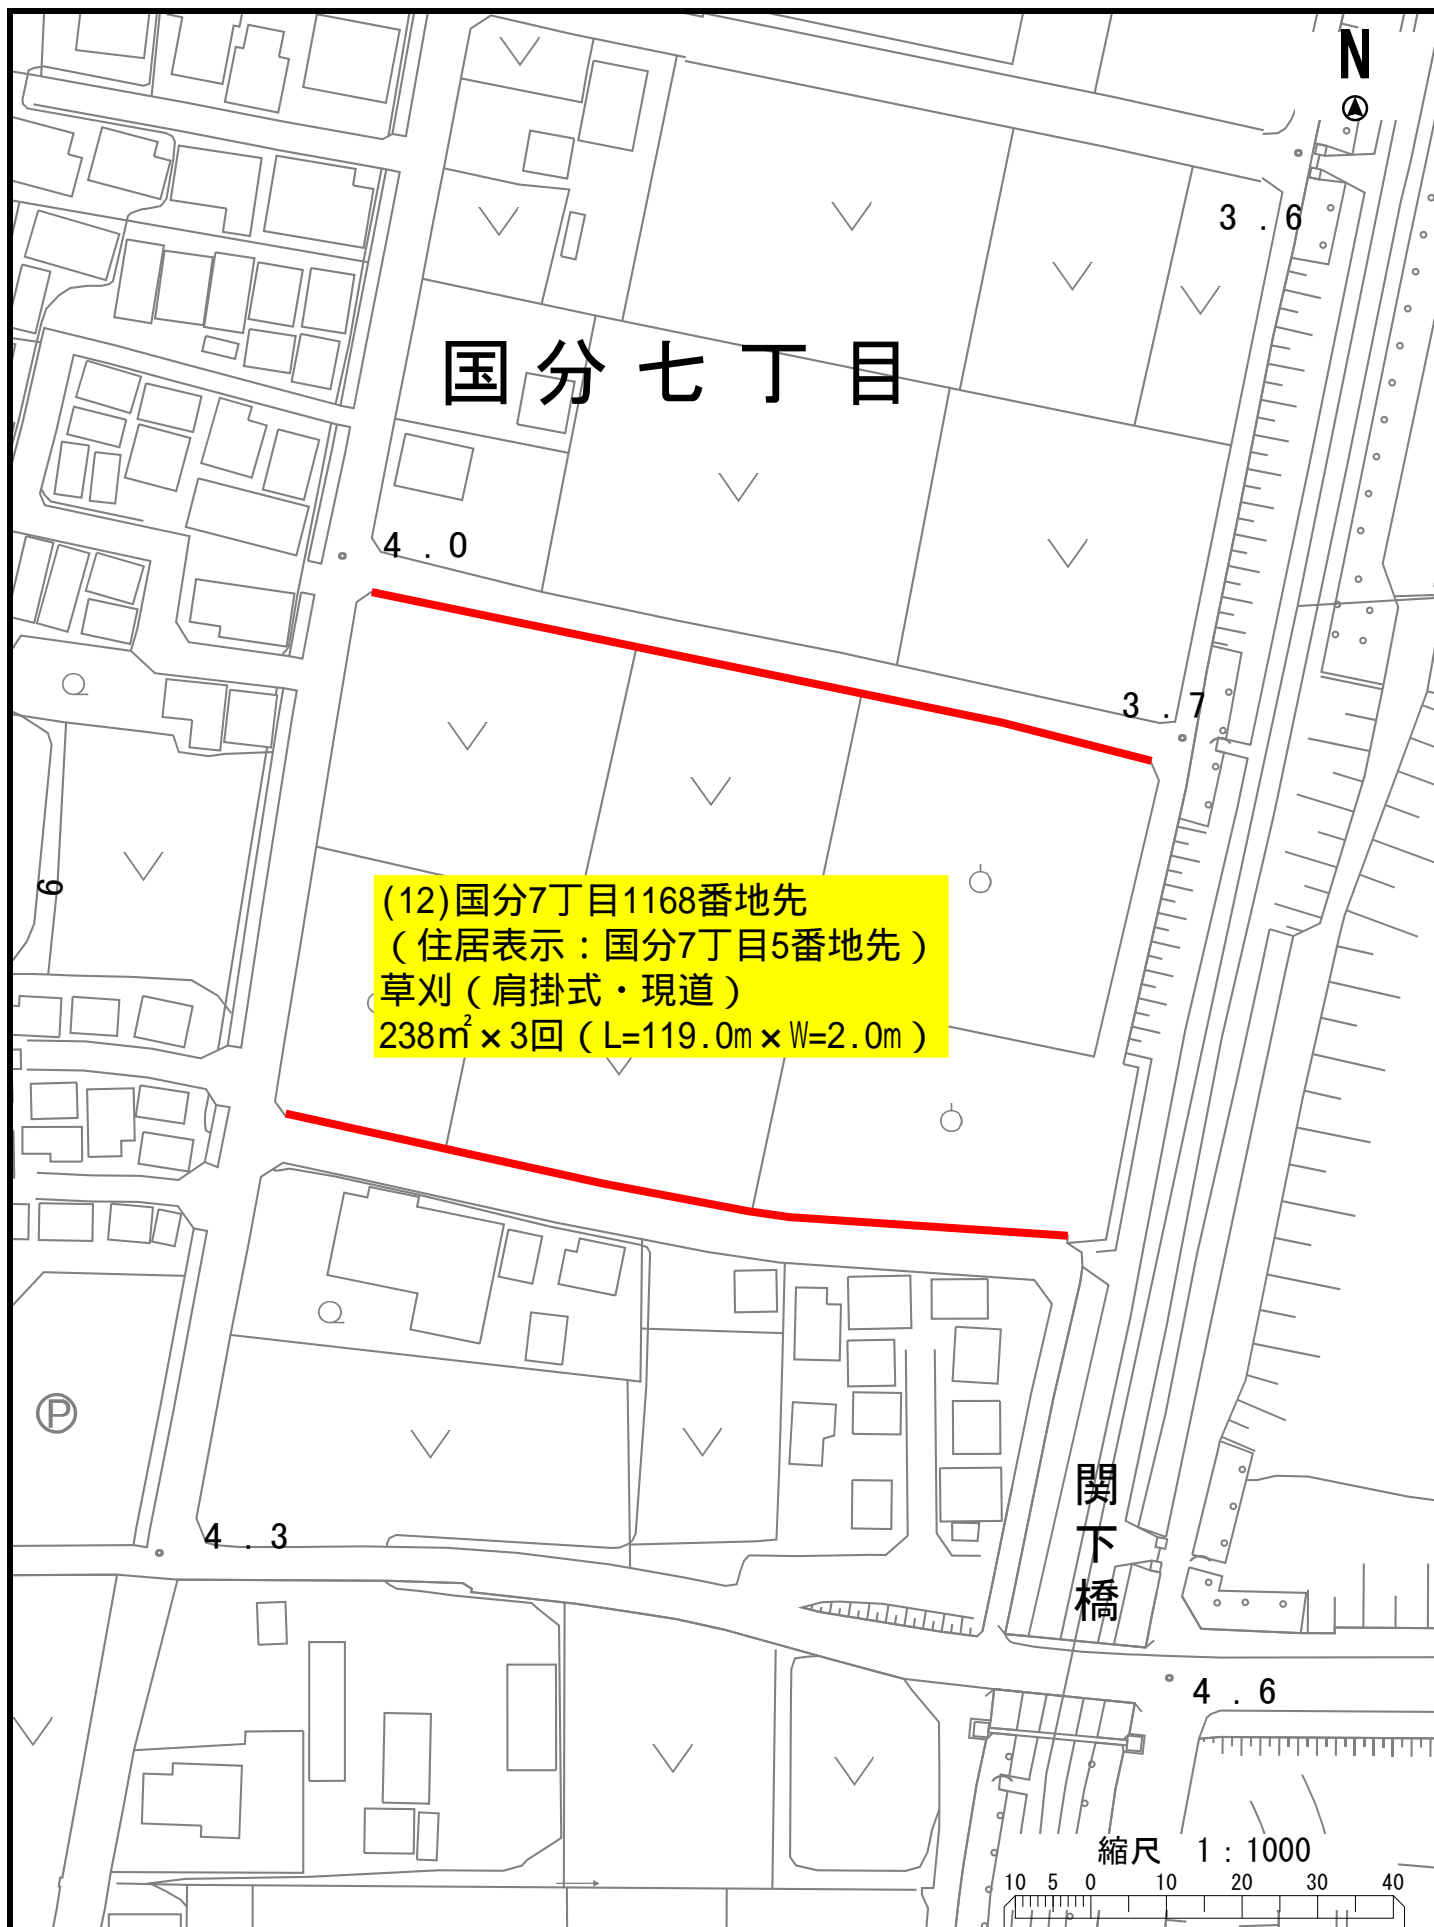 N
3.6
国分七丁目
4.0
3.7
6
(12)国分7丁目1168番地先
（住居表示：国分7丁目5番地先）
草刈（肩掛式・現道）
238㎡×3回（L=119.0m×W=2.0m）
P
関下橋
4.3
4.6
縮尺 1：1000
10 5 0 10 20 30 40